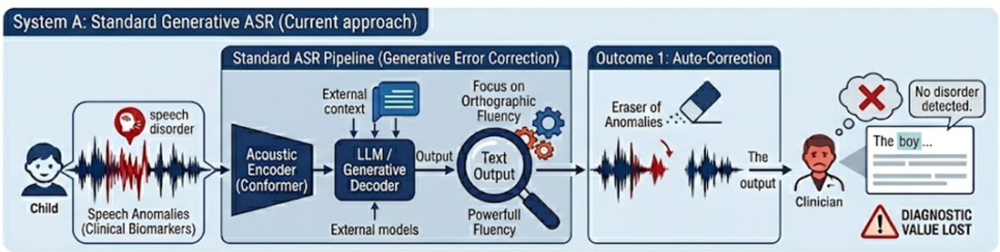 System A: Standard Generative ASR (Current approach)
Standard ASR Pipeline (Generative Error Correction)
Outcome 1: Auto-Correotion
speech
disorder
Child
Speech Anomalies
(Clinical Biomarkers)
Acoustic
Encoder
(Conformer)
External
context
LLM /
Generative
Decoder
External models
Output
Focus on
Orthographic
Fluency
Text
Output
Powerfull
Fluency
Eraser of
Anomalies
The
output
Clinician
No disorder
detected.
The boy...
DIAGNOSTIC
VALUE LOST